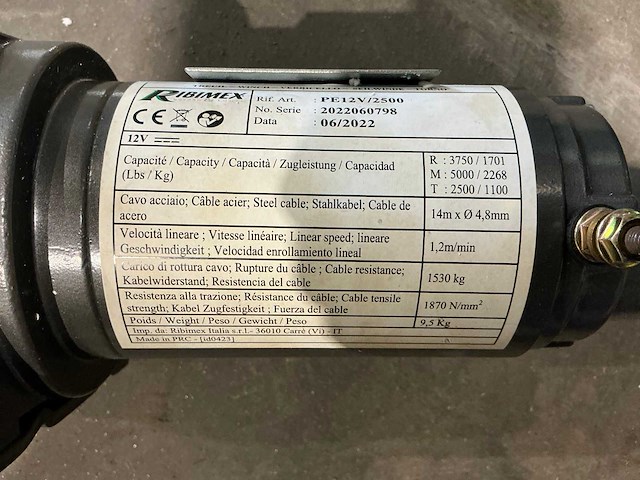 RIBIMEX
Rif. Art. : PE12V/2500
No. Serie : 2022060798
Data : 06/2022
CE
12V
Capacité / Capacity / Capacità / Zugleistung / Capacidad
(Lbs / Kg)
R : 3750 / 1701
M : 5000 / 2268
T : 2500 / 1100
Cavo acciaio; Câble acier; Steel cable; Stahlkabel; Cable de
acero
14m x Ø 4,8mm
Velocità lineare ; Vitesse linéaire; Linear speed; lineare
Geschwindigkeit ; Velocidad enrollamiento lineal
1,2m/min
Carico di rottura cavo; Rupture du câble ; Cable resistance;
Kabelwiderstand; Resistencia del cable
1530 kg
Resistenza alla trazione; Résistance du câble; Cable tensile
strength; Kabel Zugfestigkeit ; Fuerza del cable
1870 N/mm²
Poids / Weight / Peso / Gewicht / Peso
9,5 Kg
Imp. da: Ribimex Italia s.r.l.- 36010 Carrè (Vi) - IT
Made in PRC - [id0423]